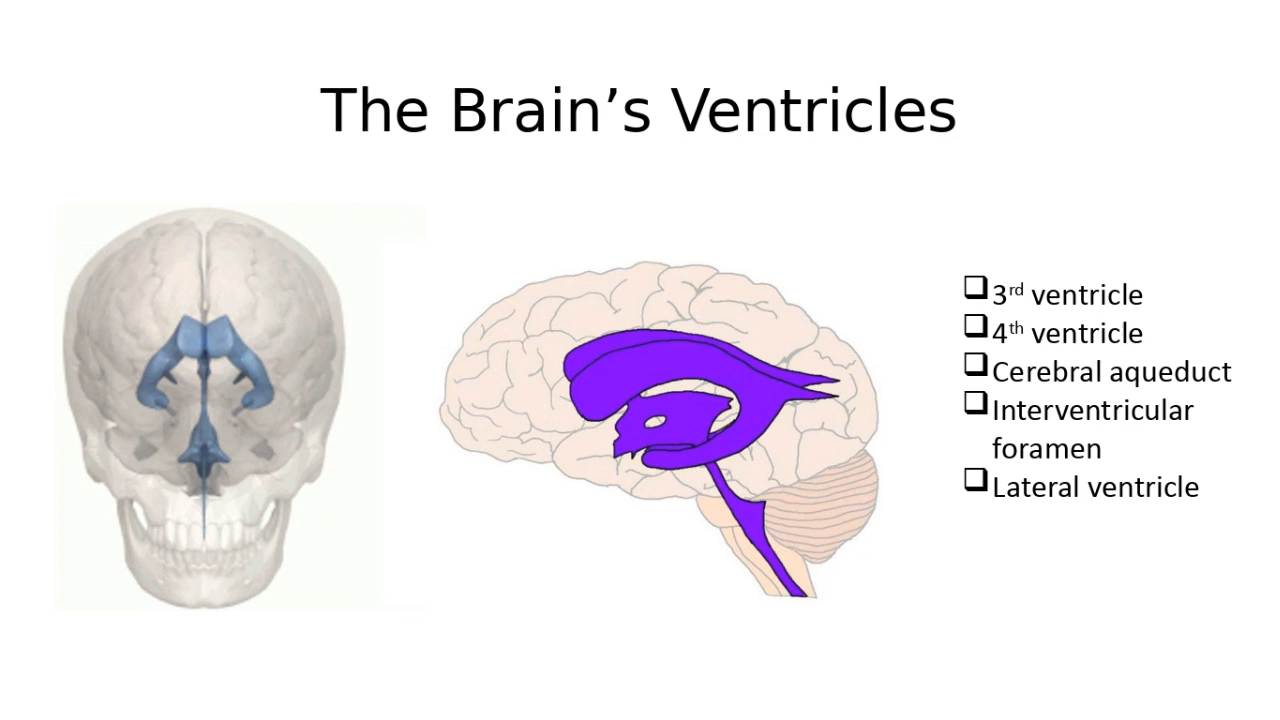 The Brain’s Ventricles
❑3rd ventricle
❑4th ventricle
❑Cerebral aqueduct
❑Interventricular
foramen
❑Lateral ventricle